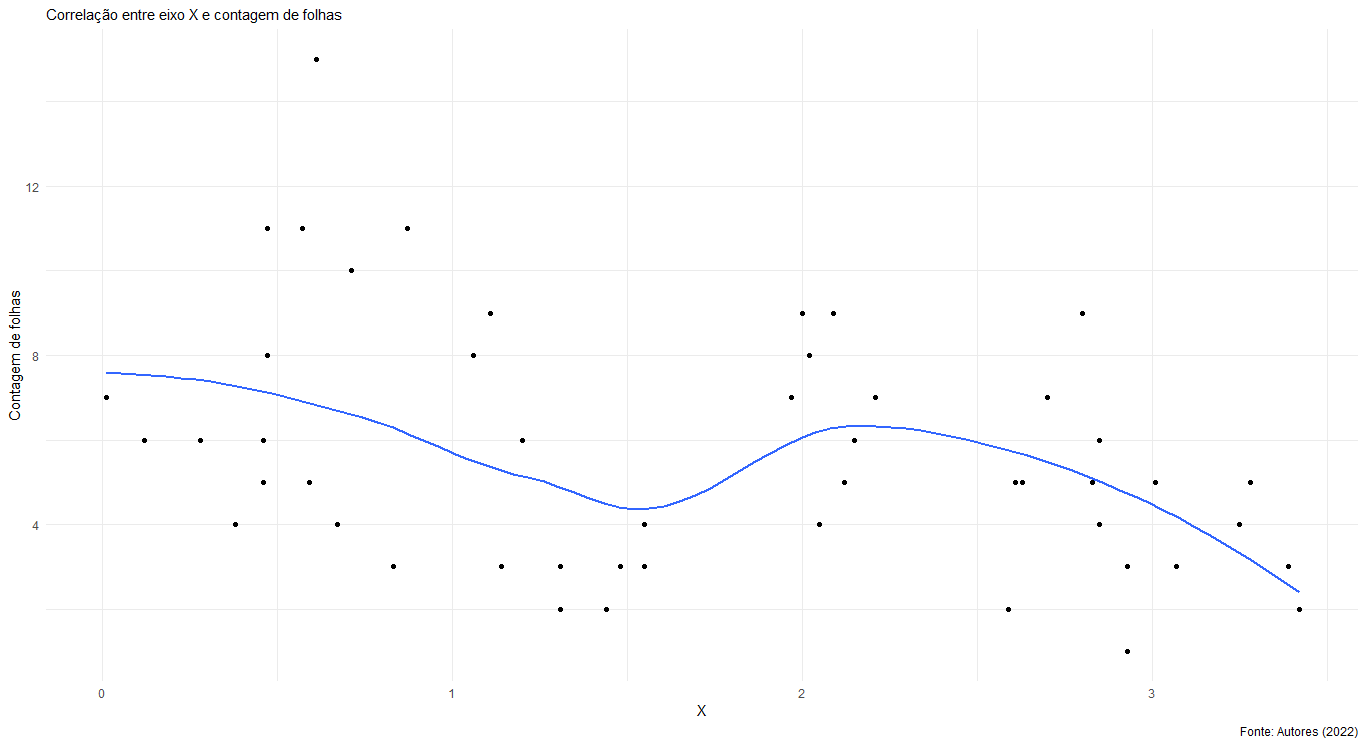 Correlação entre eixo X e contagem de folhas
Contagem de folhas
12
8
4
0 1 2 3
X
Fonte: Autores (2022)